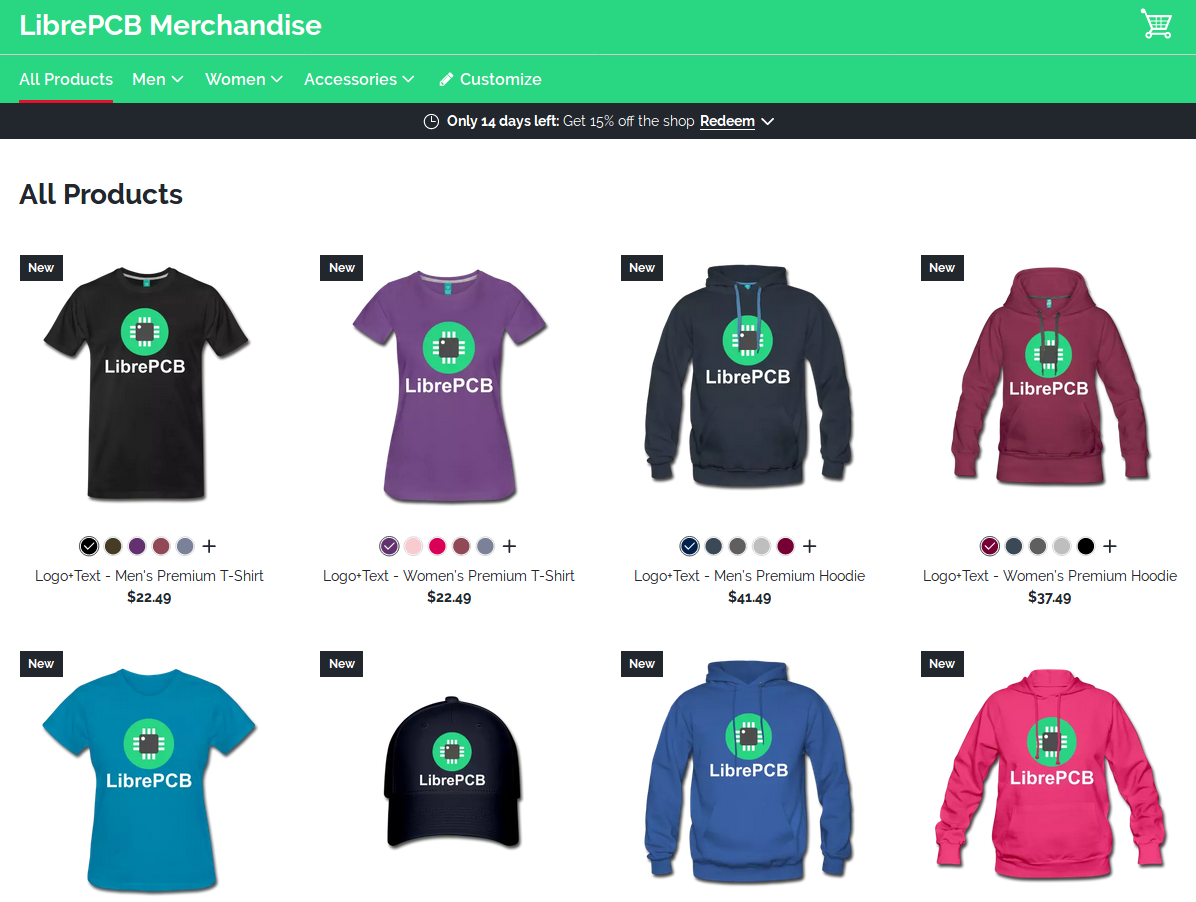 LibrePCB Merchandise
All Products Men Women Accessories Customize
Only 14 days left: Get 15% off the shop Redeem
All Products
New New New New
LibrePCB LibrePCB LibrePCB LibrePCB
Logo+Text - Men's Premium T-Shirt Logo+Text - Women's Premium T-Shirt Logo+Text - Men's Premium Hoodie Logo+Text - Women's Premium Hoodie
$22.49 $22.49 $41.49 $37.49
New New New New
LibrePCB LibrePCB LibrePCB LibrePCB